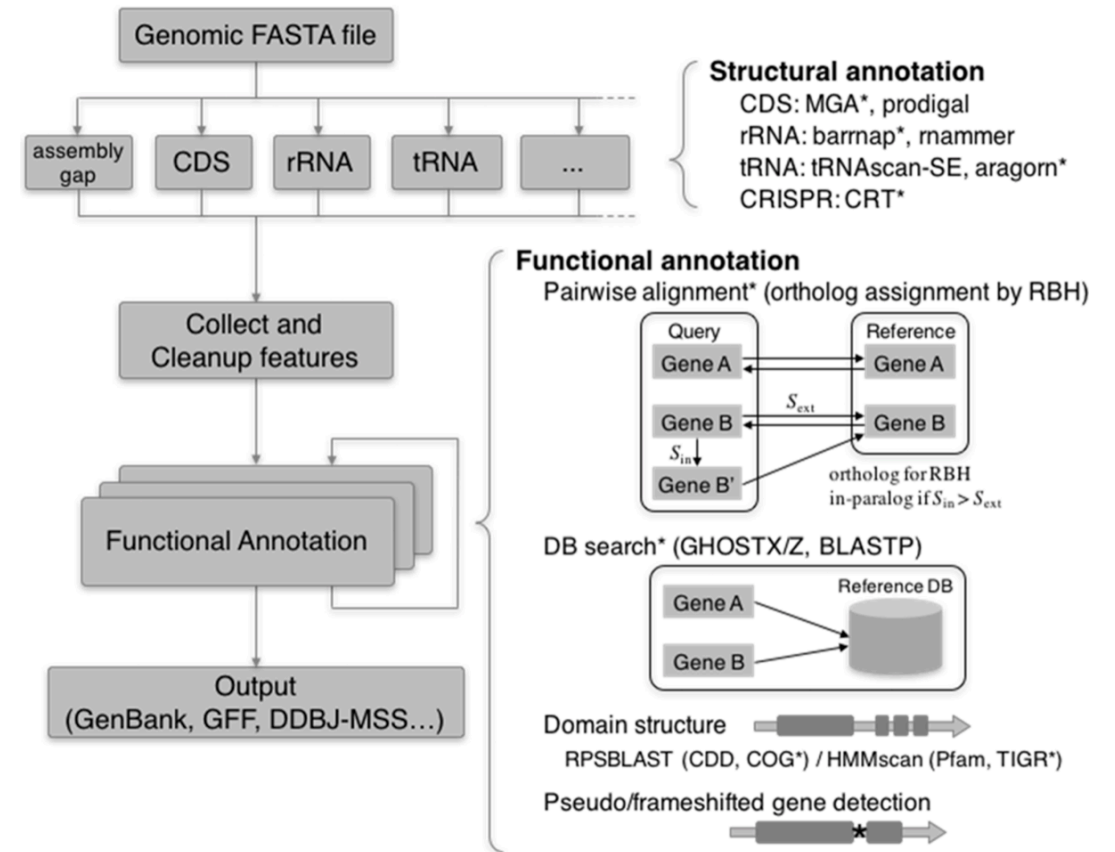 Genomic FASTA file
assembly
gap
CDS
rRNA
tRNA
...
Structural annotation
CDS: MGA*, prodigal
rRNA: barrnap*, rnammer
tRNA: tRNAscan-SE, aragorn*
CRISPR: CRT*
Collect and
Cleanup features
Functional Annotation
Output
(GenBank, GFF, DDBJ-MSS…)
Functional annotation
Pairwise alignment* (ortholog assignment by RBH)
Query
Reference
Gene A
Gene A
Sext
Gene B
Gene B
Sin
Gene B'
ortholog for RBH
in-paralog if Sin > Sext
DB search* (GHOSTX/Z, BLASTP)
Reference DB
Gene A
Gene B
Domain structure
RPSBLAST (CDD, COG*) / HMMscan (Pfam, TIGR*)
Pseudo/frameshifted gene detection
*